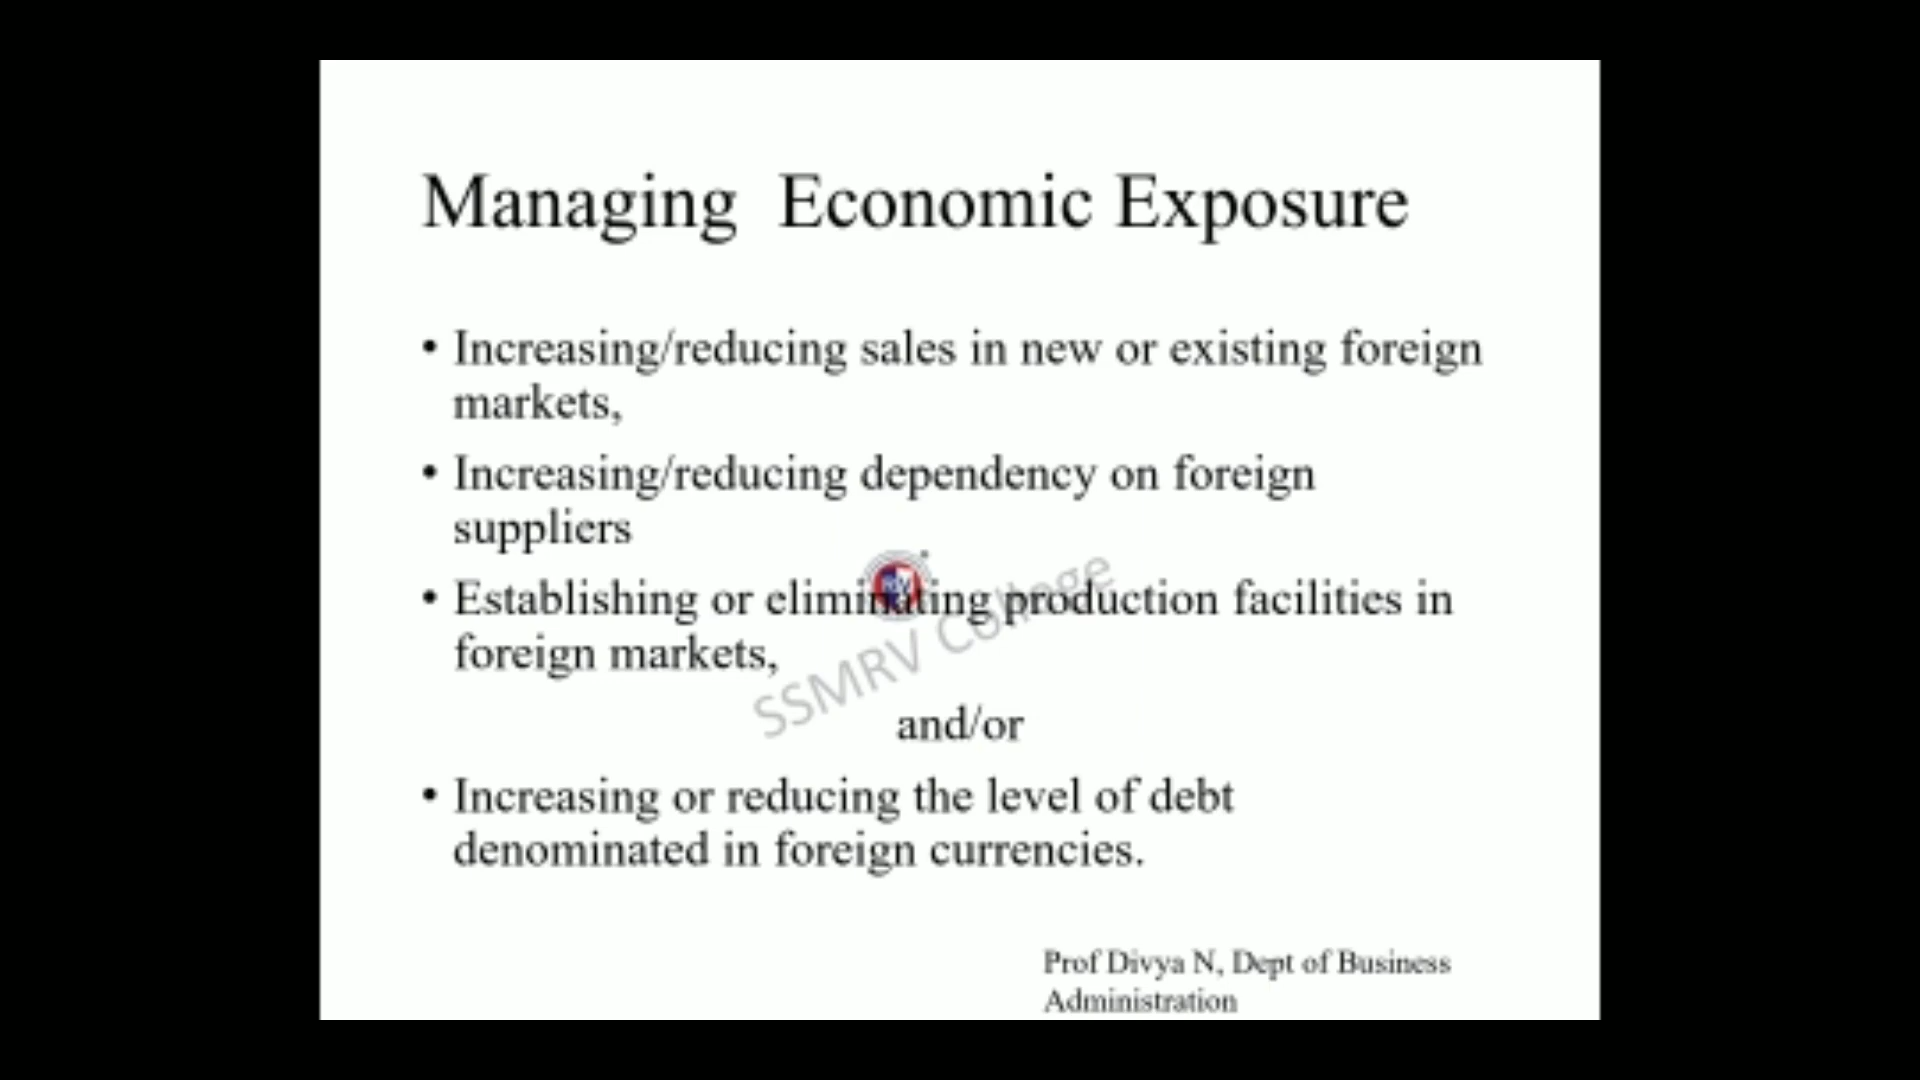 Managing Economic Exposure
• Increasing/reducing sales in new or existing foreign
markets,
• Increasing/reducing dependency on foreign
suppliers
• Establishing or eliminating production facilities in
foreign markets,
SSMRV College
and/or
• Increasing or reducing the level of debt
denominated in foreign currencies.
Prof Divya N, Dept of Business
Administration